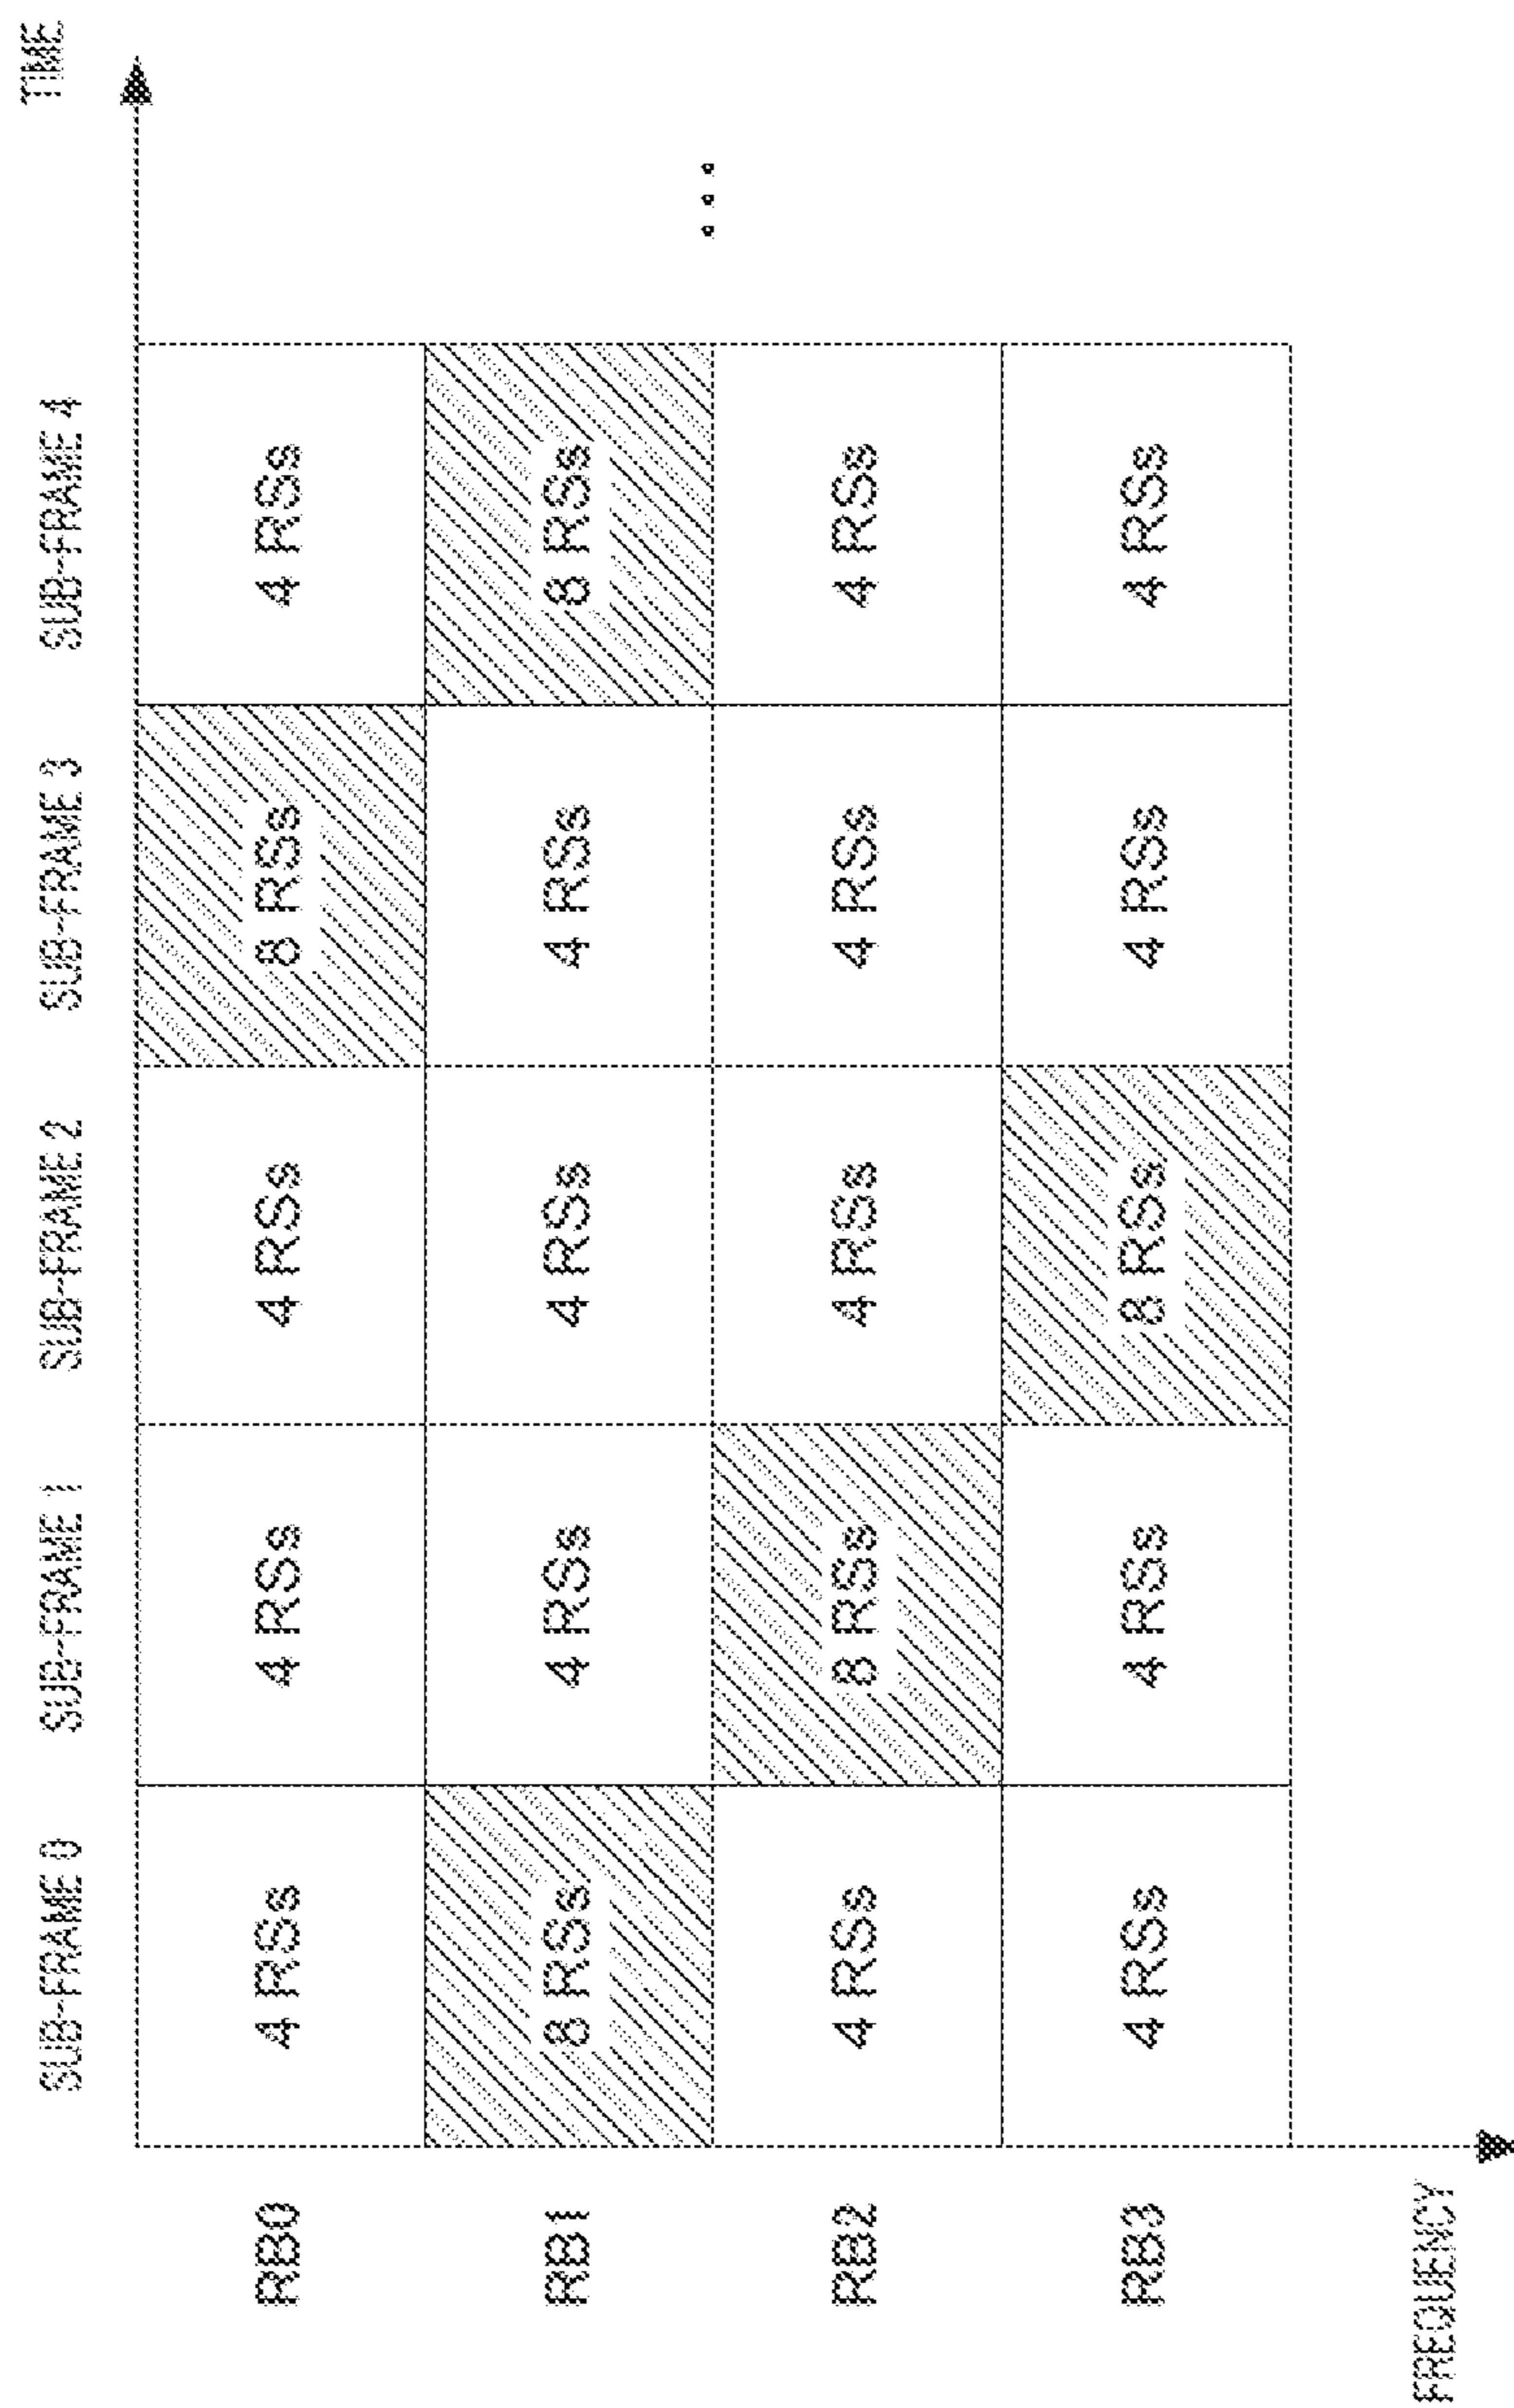 TIME
SUB-FRAME 0 SUB-FRAME 1 SUB-FRAME 2 SUB-FRAME 3 SUB-FRAME 4
RB0 4 RSs 4 RSs 4 RSs 8 RSs 4 RSs
RB1 8 RSs 4 RSs 4 RSs 4 RSs 8 RSs
RB2 4 RSs 8 RSs 4 RSs 4 RSs 4 RSs
RB3 4 RSs 4 RSs 8 RSs 4 RSs 4 RSs
...
FREQUENCY